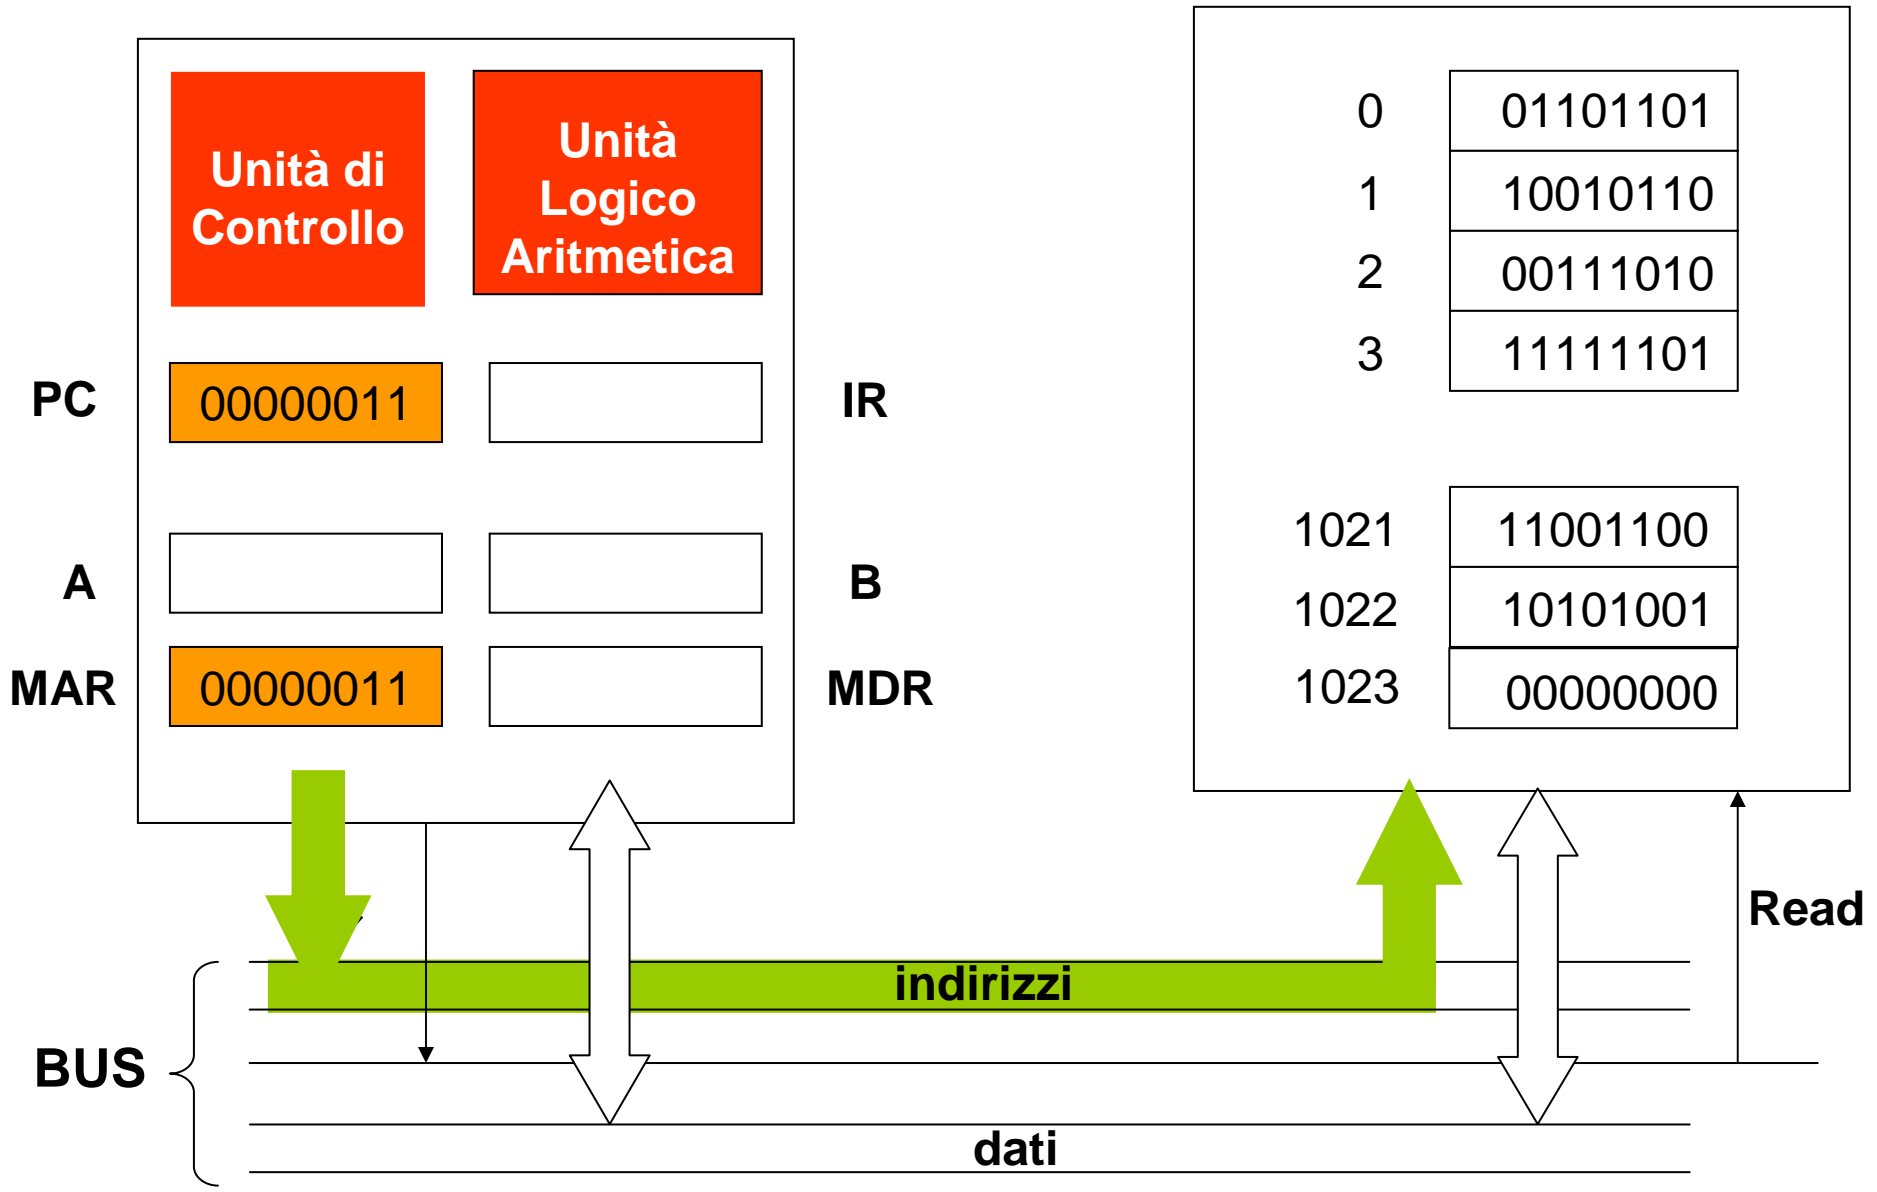 Unità di
Controllo
Unità
Logico
Aritmetica
PC
00000011
IR
A
B
MAR
00000011
MDR
0
01101101
1
10010110
2
00111010
3
11111101
1021
11001100
1022
10101001
1023
00000000
Read
indirizzi
BUS
dati